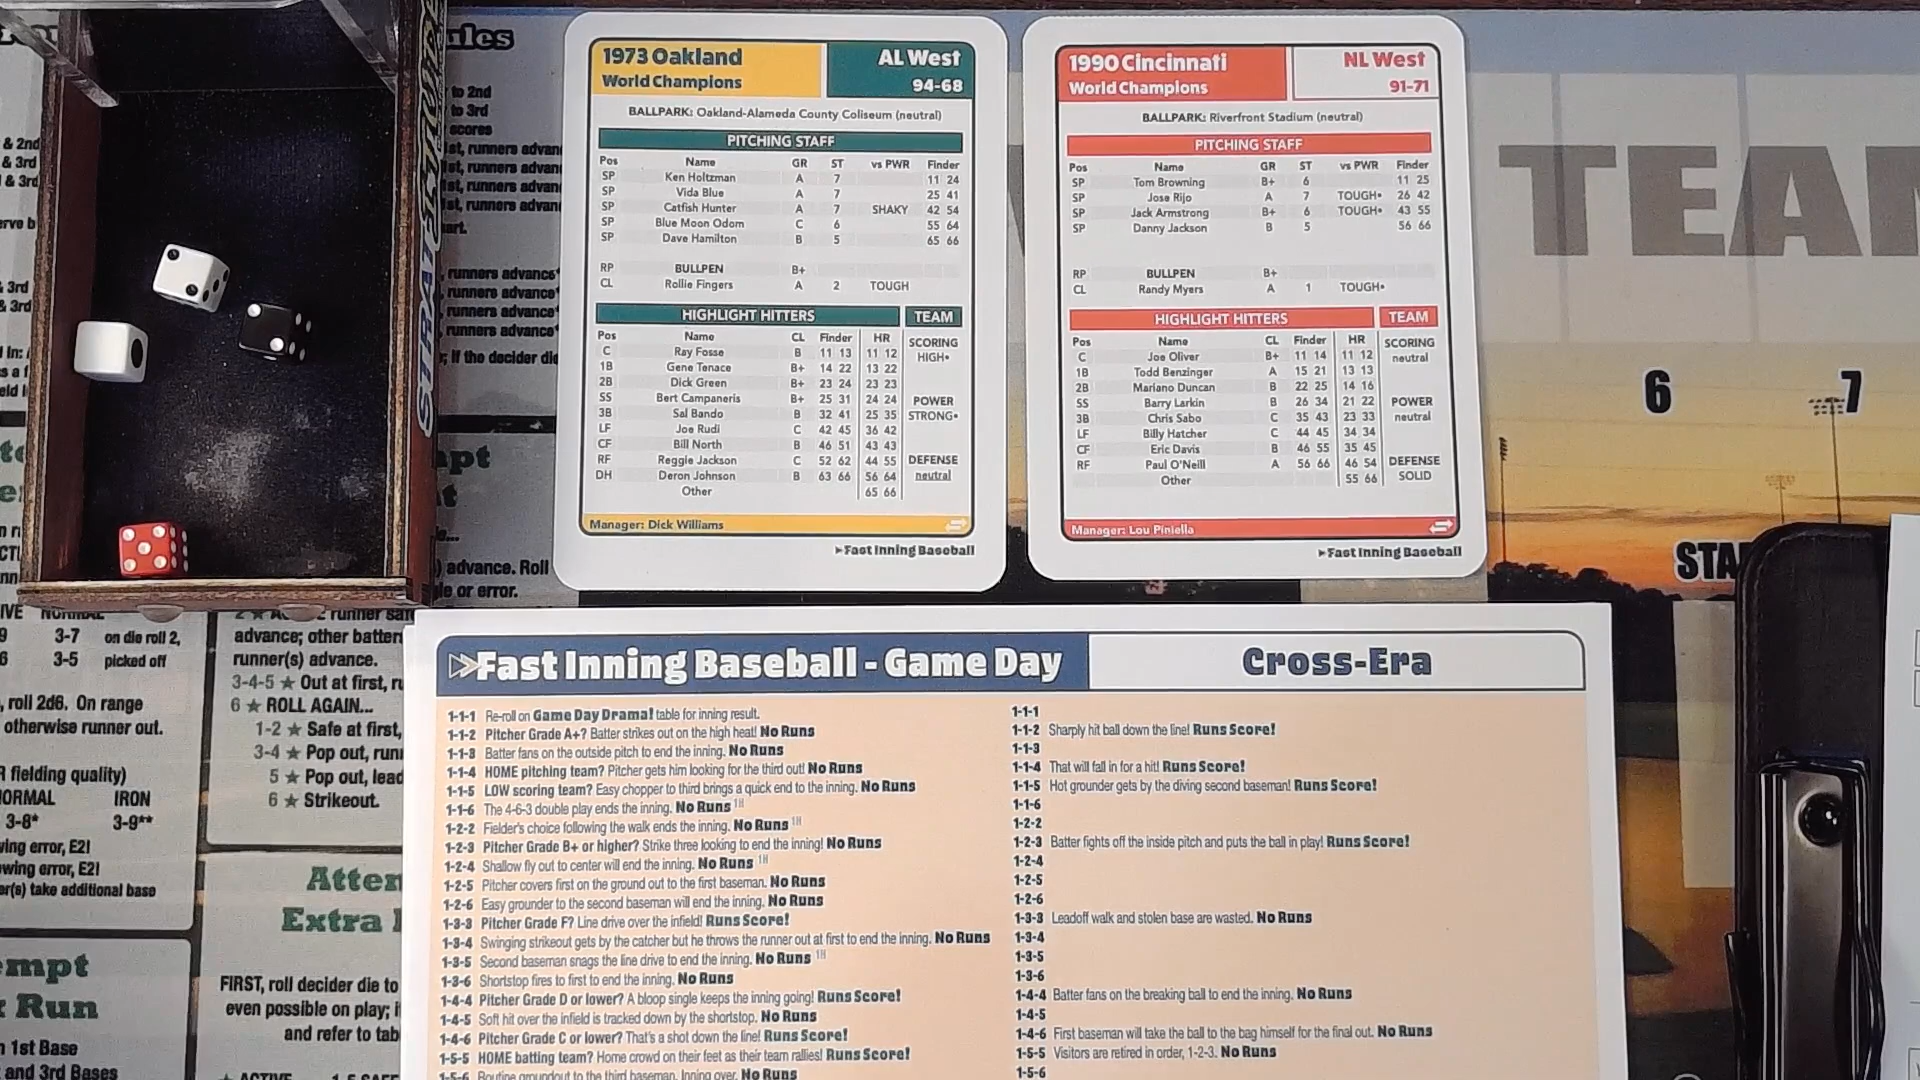 1973 Oakland
World Champions
AL West
94-68
BALLPARK: Oakland-Alameda County Coliseum (neutral)
PITCHING STAFF
Pos Name GR ST vs PWR Finder
SP Ken Holtzman A 7 11 24
SP Vida Blue A 7 25 41
SP Catfish Hunter A 7 SHAKY 42 54
SP Blue Moon Odom C 6 55 64
SP Dave Hamilton B 5 65 66
RP BULLPEN B+
CL Rollie Fingers A 2 TOUGH
HIGHLIGHT HITTERS TEAM
Pos Name CL Finder HR SCORING
C Ray Fosse B 11 13 11 12 HIGH•
1B Gene Tenace B+ 14 22 13 22
2B Dick Green B+ 23 24 23 23
SS Bert Campaneris B+ 25 31 24 24 POWER
3B Sal Bando B 32 41 25 35 STRONG•
LF Joe Rudi C 42 45 36 42
CF Bill North B 46 51 43 43
RF Reggie Jackson C 52 62 44 55 DEFENSE
DH Deron Johnson B 63 66 56 64 neutral
Other 65 66
Manager: Dick Williams
Fast Inning Baseball
1990 Cincinnati
World Champions
NL West
91-71
BALLPARK: Riverfront Stadium (neutral)
PITCHING STAFF
Pos Name GR ST vs PWR Finder
SP Tom Browning B+ 6 11 25
SP Jose Rijo A 7 TOUGH• 26 42
SP Jack Armstrong B+ 6 TOUGH• 43 55
SP Danny Jackson B 5 56 66
RP BULLPEN B+
CL Randy Myers A 1 TOUGH•
HIGHLIGHT HITTERS TEAM
Pos Name CL Finder HR SCORING
C Joe Oliver B+ 11 14 11 12 neutral
1B Todd Benzinger A 15 21 13 13
2B Mariano Duncan B 22 25 14 16
SS Barry Larkin B 26 34 21 22 POWER
3B Chris Sabo C 35 43 23 33 neutral
LF Billy Hatcher C 44 45 34 34
CF Eric Davis B 46 55 35 45
RF Paul O'Neill A 56 66 46 54 DEFENSE
Other 55 66 SOLID
Manager: Lou Piniella
Fast Inning Baseball
6 7
to 2nd
to 3rd
scores
on die roll 2,
3-5 picked off
, roll 2d6. On range
otherwise runner out.
R fielding quality)
IRON
3-8* 3-9**
advance; other batter
runner(s) advance.
3-4-5 ★ Out at first, r
6 ★ ROLL AGAIN...
1-2 ★ Safe at first,
3-4 ★ Pop out, run
5 ★ Pop out, lead
6 ★ Strikeout.
FIRST, roll decider die to
even possible on play; i
and refer to tab
1st Base
and 3rd Bases
Fast Inning Baseball - Game Day
Cross-Era
1-1-1 Re-roll on Game Day Drama! table for inning result.
1-1-2 Pitcher Grade A+? Batter strikes out on the high heat! No Runs
1-1-3 Batter fans on the outside pitch to end the inning. No Runs
1-1-4 HOME pitching team? Pitcher gets him looking for the third out! No Runs
1-1-5 LOW scoring team? Easy chopper to third brings a quick end to the inning. No Runs
1-1-6 The 4-6-3 double play ends the inning. No Runs 1H
1-2-2 Fielder's choice following the walk ends the inning. No Runs 1H
1-2-3 Pitcher Grade B+ or higher? Strike three looking to end the inning! No Runs
1-2-4 Shallow fly out to center will end the inning. No Runs 1H
1-2-5 Pitcher covers first on the ground out to the first baseman. No Runs
1-2-6 Easy grounder to the second baseman will end the inning. No Runs
1-3-3 Pitcher Grade F? Line drive over the infield! Runs Score!
1-3-4 Swinging strikeout gets by the catcher but he throws the runner out at first to end the inning. No Runs
1-3-5 Second baseman snags the line drive to end the inning. No Runs 1H
1-3-6 Shortstop fires to first to end the inning. No Runs
1-4-4 Pitcher Grade D or lower? A bloop single keeps the inning going! Runs Score!
1-4-5 Soft hit over the infield is tracked down by the shortstop. No Runs
1-4-6 Pitcher Grade C or lower? That's a shot down the line! Runs Score!
1-5-5 HOME batting team? Home crowd on their feet as their team rallies! Runs Score!
1-5-6 Routine groundout to the third baseman. Inning over. No Runs
1-1-1
1-1-2 Sharply hit ball down the line! Runs Score!
1-1-3
1-1-4 That will fall in for a hit! Runs Score!
1-1-5 Hot grounder gets by the diving second baseman! Runs Score!
1-1-6
1-2-2
1-2-3 Batter fights off the inside pitch and puts the ball in play! Runs Score!
1-2-4
1-2-5
1-2-6
1-3-3 Leadoff walk and stolen base are wasted. No Runs
1-3-4
1-3-5
1-3-6
1-4-4 Batter fans on the breaking ball to end the inning. No Runs
1-4-5
1-4-6 First baseman will take the ball to the bag himself for the final out. No Runs
1-5-5 Visitors are retired in order, 1-2-3. No Runs
1-5-6